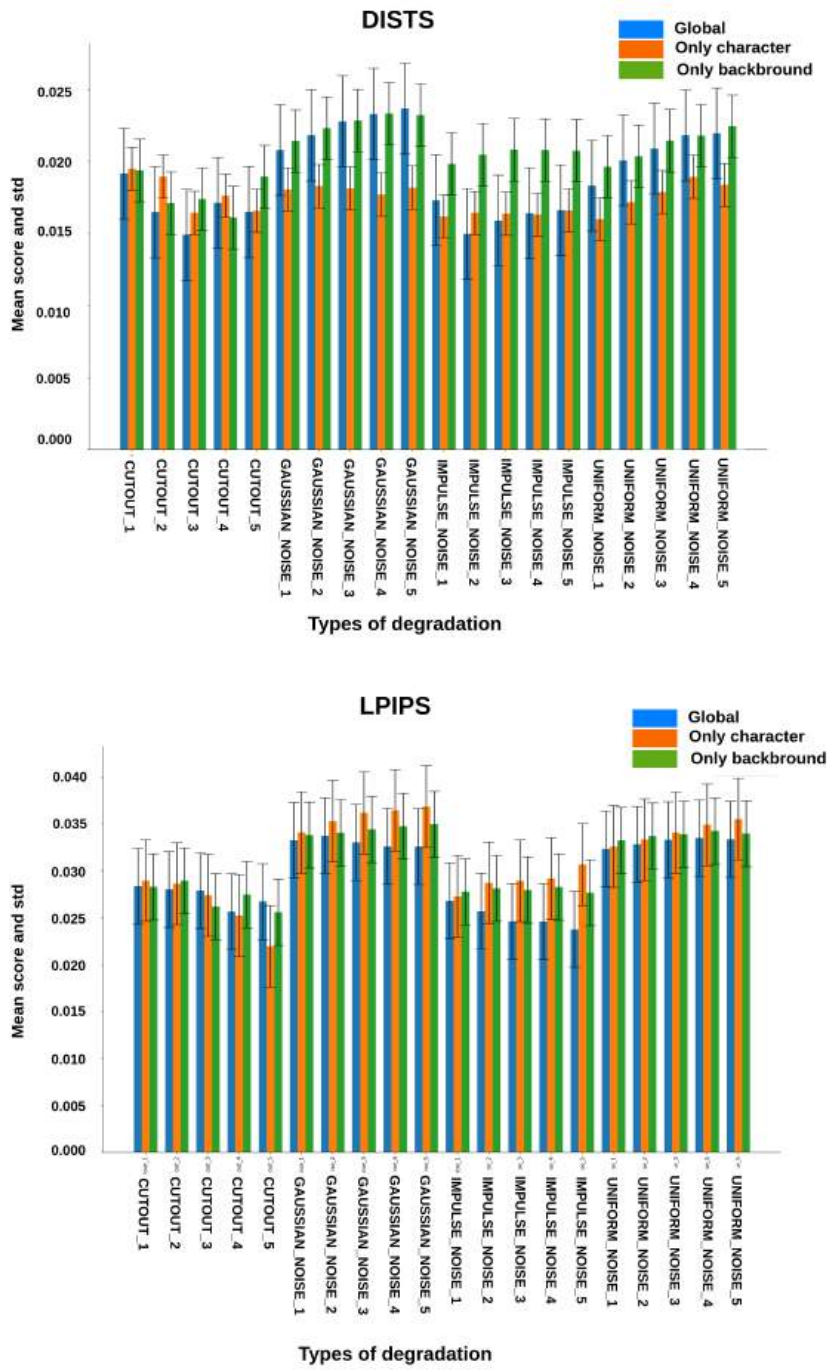 DISTS
Global
Only character
Only backbround
Mean score and std
0.025
0.020
0.015
0.010
0.005
0.000
CUTOUT_1
CUTOUT_2
CUTOUT_3
CUTOUT_4
CUTOUT_5
GAUSSIAN_NOISE_1
GAUSSIAN_NOISE_2
GAUSSIAN_NOISE_3
GAUSSIAN_NOISE_4
GAUSSIAN_NOISE_5
IMPULSE_NOISE_1
IMPULSE_NOISE_2
IMPULSE_NOISE_3
IMPULSE_NOISE_4
IMPULSE_NOISE_5
UNIFORM_NOISE_1
UNIFORM_NOISE_2
UNIFORM_NOISE_3
UNIFORM_NOISE_4
UNIFORM_NOISE_5
Types of degradation
LPIPS
Global
Only character
Only backbround
Mean score and std
0.040
0.035
0.030
0.025
0.020
0.015
0.010
0.005
0.000
CUTOUT_1
CUTOUT_2
CUTOUT_3
CUTOUT_4
CUTOUT_5
GAUSSIAN_NOISE_1
GAUSSIAN_NOISE_2
GAUSSIAN_NOISE_3
GAUSSIAN_NOISE_4
GAUSSIAN_NOISE_5
IMPULSE_NOISE_1
IMPULSE_NOISE_2
IMPULSE_NOISE_3
IMPULSE_NOISE_4
IMPULSE_NOISE_5
UNIFORM_NOISE_1
UNIFORM_NOISE_2
UNIFORM_NOISE_3
UNIFORM_NOISE_4
UNIFORM_NOISE_5
Types of degradation